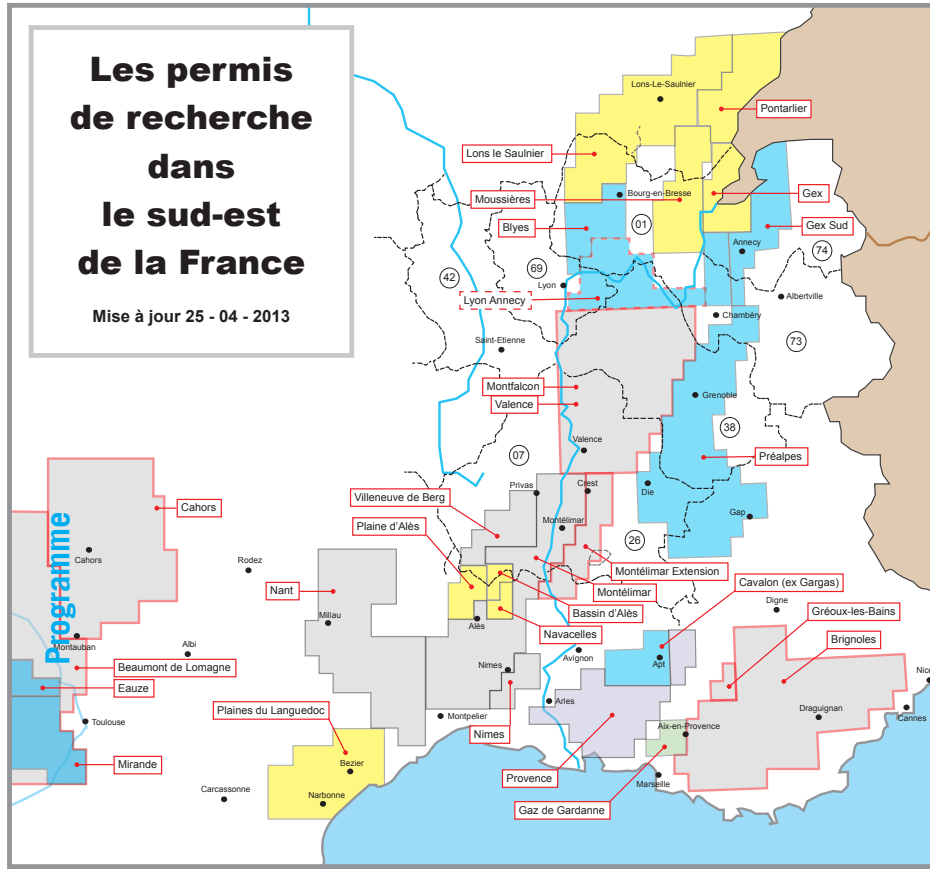 Les permis
de recherche
dans
le sud-est
de la France
Mise à jour 25 - 04 - 2013
Lons-Le-Saulnier
Pontarlier
Lons le Saulnier
Moussières
Bourg-en-Bresse
Gex
Blyes
01
Gex Sud
Annecy
74
42
69
Lyon
Lyon Annecy
Albertville
Chambéry
Saint-Etienne
73
Montfalcon
Valence
Grenoble
38
Valence
07
Préalpes
Privas
Crest
Die
Villeneuve de Berg
Cahors
Plaine d'Alès
Montélimar
Gap
26
Programme
Cahors
Rodez
Montélimar Extension
Cavalon (ex Gargas)
Nant
Montélimar
Millau
Bassin d'Alès
Digne
Gréoux-les-Bains
Alès
Navacelles
Brignoles
Montauban
Albi
Avignon
Apt
Beaumont de Lomagne
Nimes
Nice
Eauze
Arles
Plaines du Languedoc
Montpelier
Draguignan
Cannes
Toulouse
Nimes
Aix-en-Provence
Mirande
Bezier
Provence
Marseille
Carcassonne
Narbonne
Gaz de Gardanne